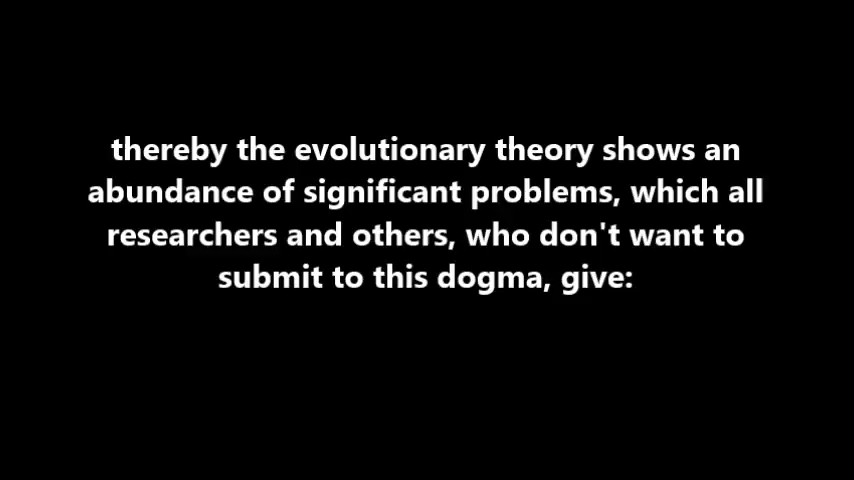 thereby the evolutionary theory shows an
abundance of significant problems, which all
researchers and others, who don't want to
submit to this dogma, give: